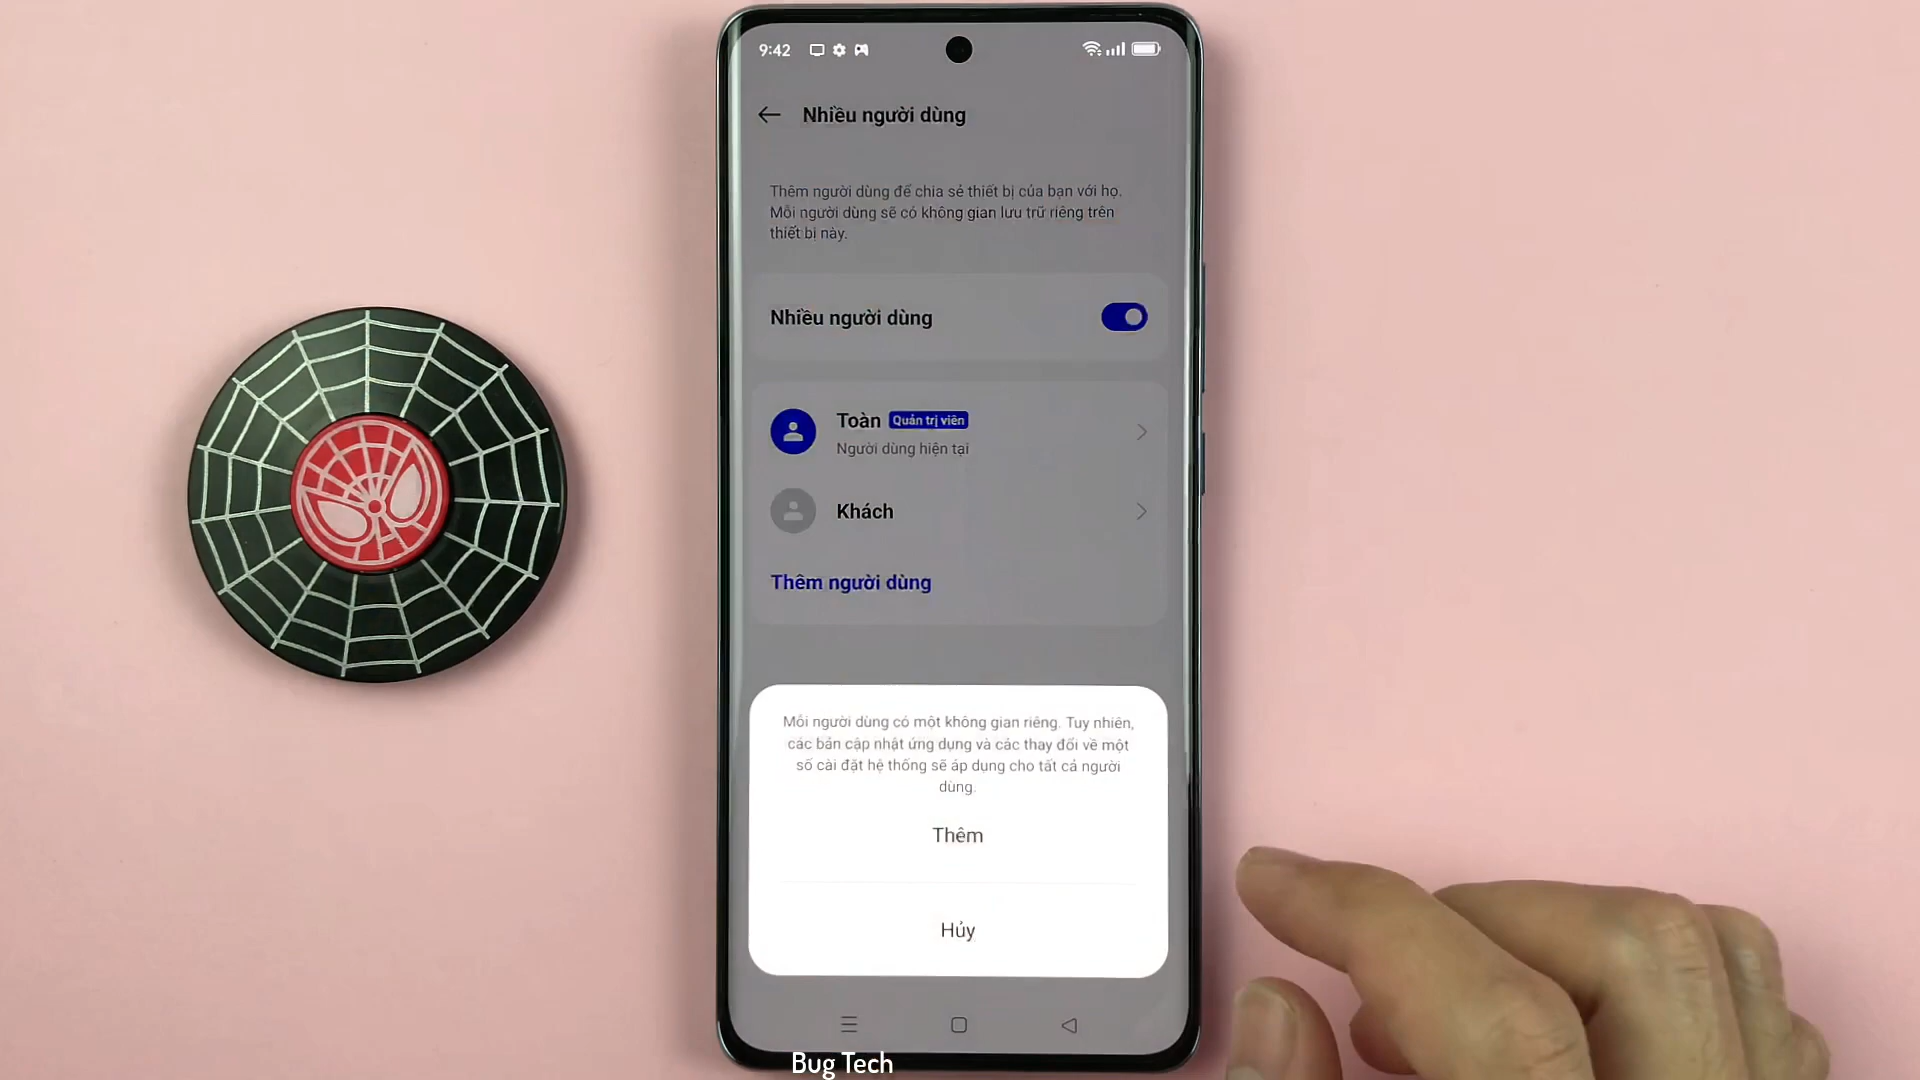 9:42
Nhiều người dùng
Thêm người dùng để chia sẻ thiết bị của bạn với họ.
Mỗi người dùng sẽ có không gian lưu trữ riêng trên
thiết bị này.
Nhiều người dùng
Toàn Quản trị viên
Người dùng hiện tại
Khách
Thêm người dùng
Mỗi người dùng có một không gian riêng. Tuy nhiên,
các bản cập nhật ứng dụng và các thay đổi về một
số cài đặt hệ thống sẽ áp dụng cho tất cả người
dùng.
Thêm
Hủy
Bug Tech